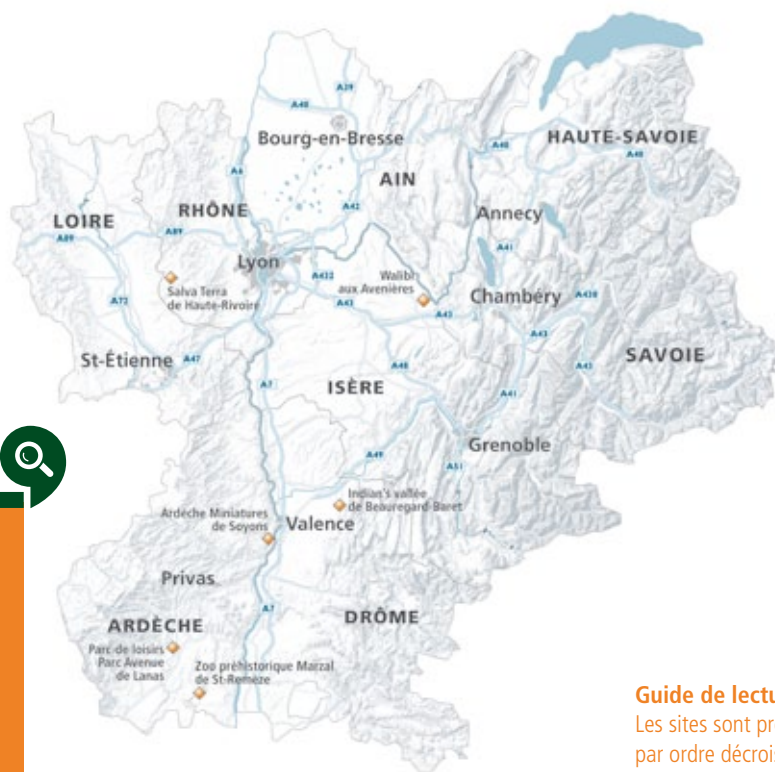 A39
A40
Bourg-en-Bresse
HAUTE-SAVOIE
A40
A40
A6
AIN
RHÔNE
A42
Annecy
LOIRE
A89
A89
A41
Lyon
A432
Walibi
aux Avenières
Salva Terra
de Haute-Rivoire
Chambéry
A430
A72
A43
A43
A43
St-Étienne
A47
SAVOIE
A7
A48
A43
ISÈRE
A41
Grenoble
A49
A51
Indian's vallée
de Beauregard-Baret
Ardèche Miniatures
de Soyons
Valence
Privas
A7
DRÔME
ARDÈCHE
Parc de loisirs
Parc Avenue
de Lanas
Zoo préhistorique Marzal
de St-Remèze
Guide de lectu
Les sites sont pr
par ordre décrois